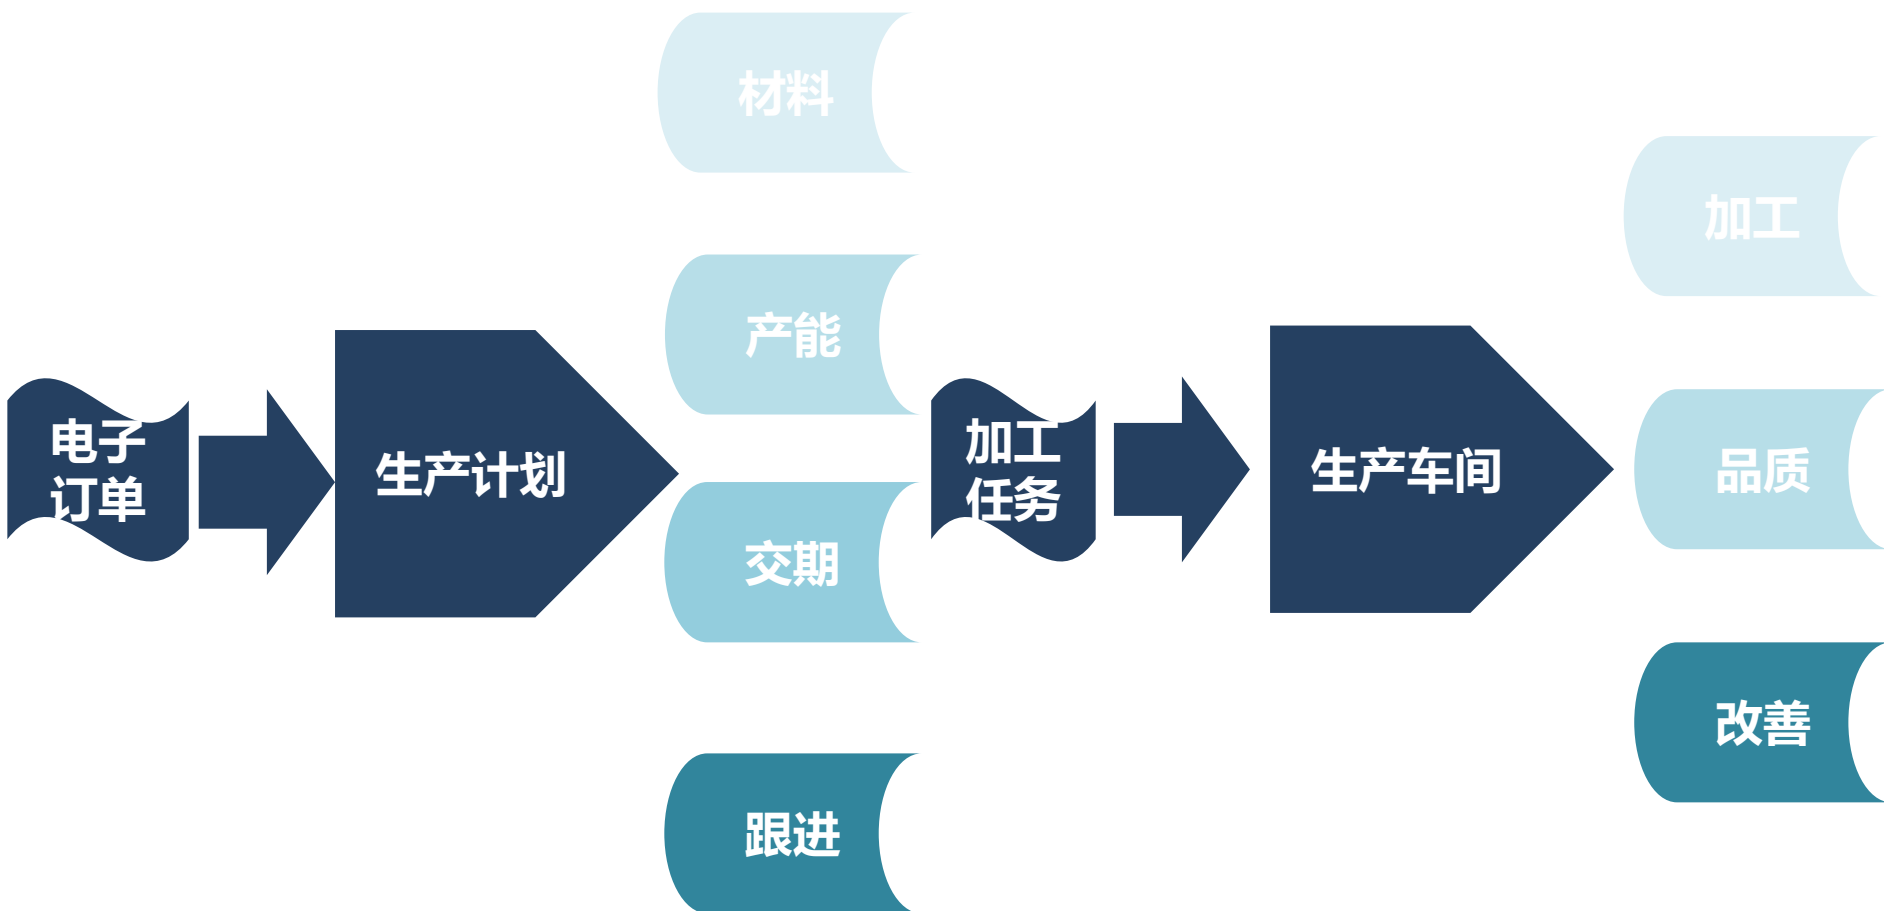 电子
订单
生产计划
材料
产能
交期
跟进
加工
任务
生产车间
加工
品质
改善